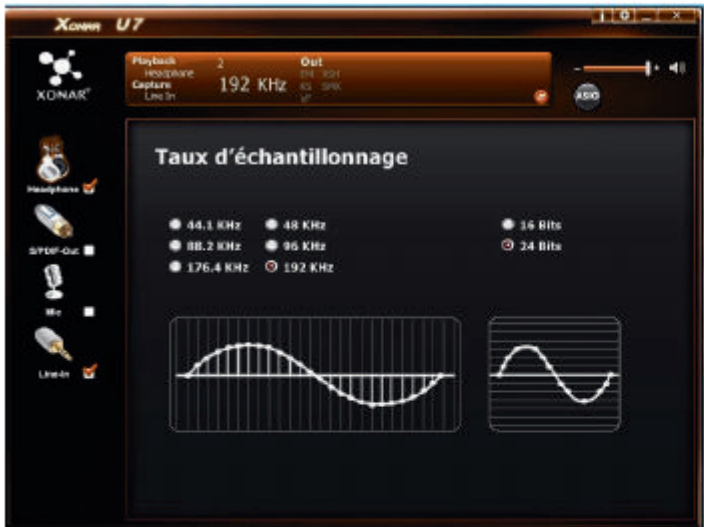 XONAR U7
XONAR
Playback 2 Out
Headphone
Capture 192 KHz
Line In
ASIO
Taux d'échantillonnage
Headphone
44.1 KHz 48 KHz 16 Bits
S/PDIF-Out 88.2 KHz 96 KHz 24 Bits
176.4 KHz 192 KHz
Mic
Line-In